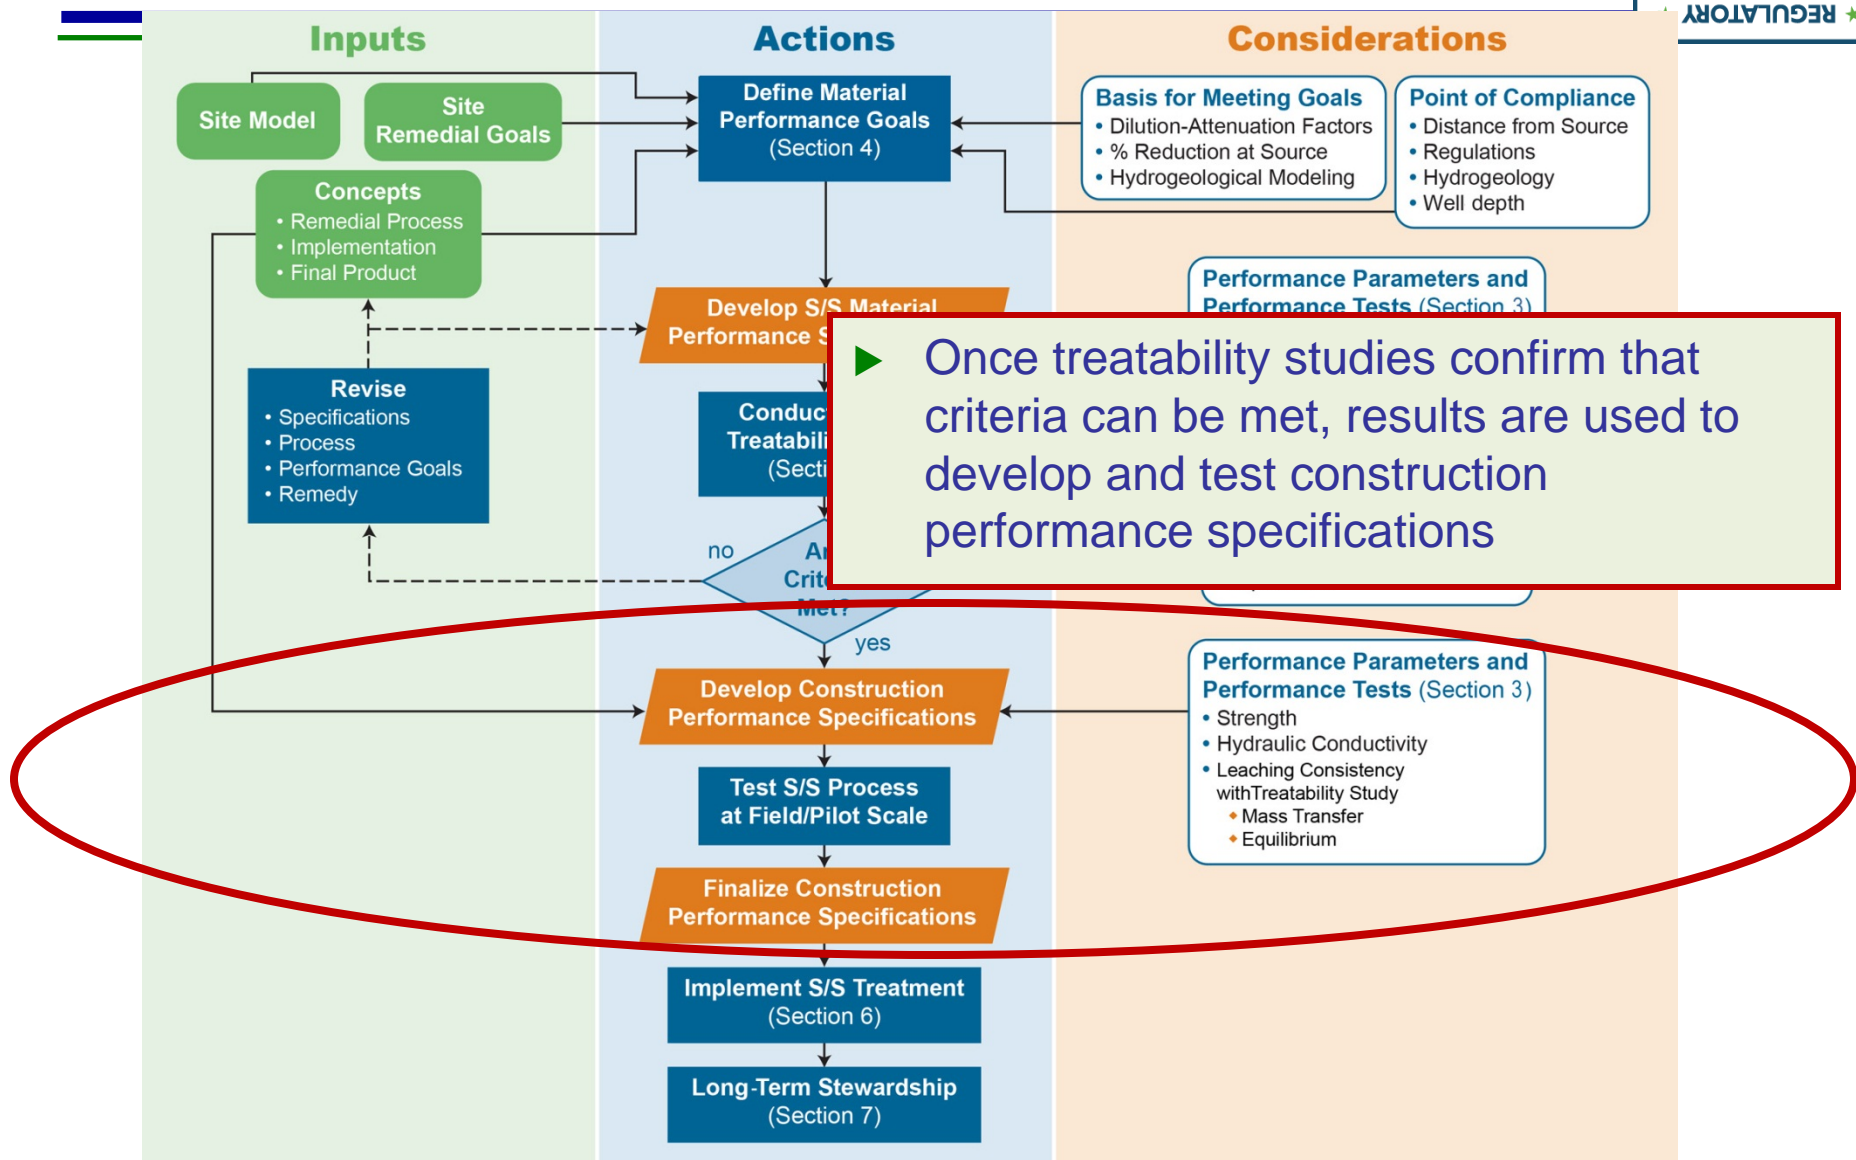 REGULATORY
Inputs
Actions
Considerations
Site Model
Site
Remedial Goals
Define Material
Performance Goals
(Section 4)
Basis for Meeting Goals
• Dilution-Attenuation Factors
• % Reduction at Source
• Hydrogeological Modeling
Point of Compliance
• Distance from Source
• Regulations
• Hydrogeology
• Well depth
Concepts
• Remedial Process
• Implementation
• Final Product
Performance Parameters and
Performance Tests (Section 3)
Develop S/S Material
Performance
Once treatability studies confirm that
criteria can be met, results are used to
develop and test construction
performance specifications
Revise
• Specifications
• Process
• Performance Goals
• Remedy
no
Met?
yes
Develop Construction
Performance Specifications
Performance Parameters and
Performance Tests (Section 3)
• Strength
• Hydraulic Conductivity
• Leaching Consistency
withTreatability Study
Mass Transfer
Equilibrium
Test S/S Process
at Field/Pilot Scale
Finalize Construction
Performance Specifications
Implement S/S Treatment
(Section 6)
Long-Term Stewardship
(Section 7)